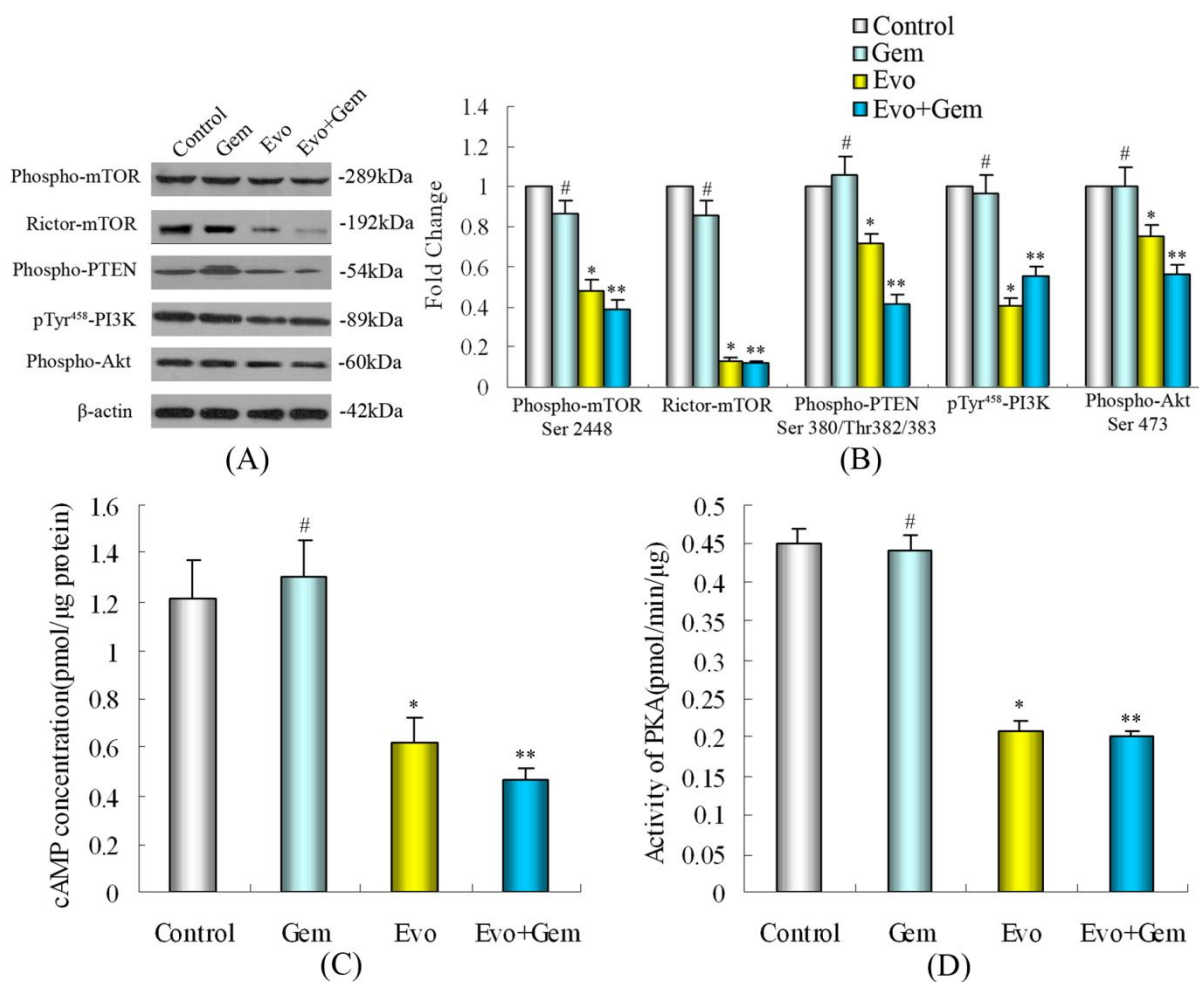 Control Gem Evo Evo+Gem
Phospho-mTOR -289kDa
Rictor-mTOR -192kDa
Phospho-PTEN -54kDa
pTyr⁴⁵⁸-PI3K -89kDa
Phospho-Akt -60kDa
β-actin -42kDa
(A)
Control
Gem
Evo
Evo+Gem
Fold Change
1.4
1.2
1
0.8
0.6
0.4
0.2
0
# * **
# * **
# * **
# * **
# * **
Phospho-mTOR Rictor-mTOR Phospho-PTEN pTyr⁴⁵⁸-PI3K Phospho-Akt
Ser 2448 Ser 380/Thr382/383 Ser 473
(B)
cAMP concentration(pmol/μg protein)
1.6
1.4
1.2
1
0.8
0.6
0.4
0.2
0
# * **
Control Gem Evo Evo+Gem
(C)
Activity of PKA(pmol/min/μg)
0.5
0.45
0.4
0.35
0.3
0.25
0.2
0.15
0.1
0.05
0
# * **
Control Gem Evo Evo+Gem
(D)